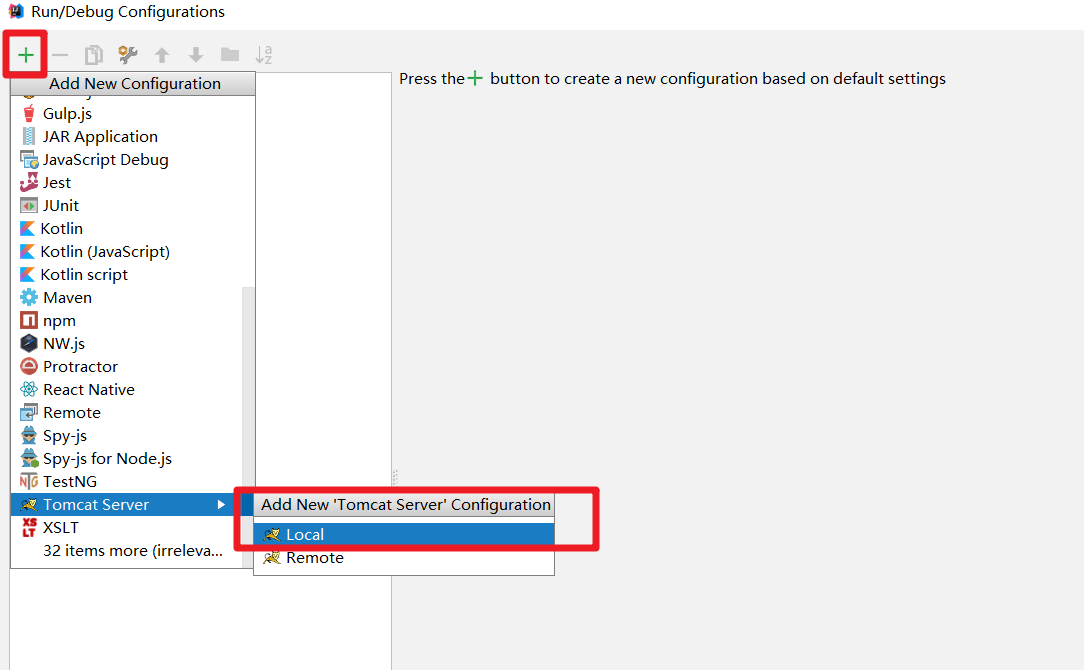 Run/Debug Configurations
Press the + button to create a new configuration based on default settings
Add New Configuration
Gulp.js
JAR Application
JavaScript Debug
Jest
JUnit
Kotlin
Kotlin (JavaScript)
Kotlin script
Maven
npm
NW.js
Protractor
React Native
Remote
Spy-js
Spy-js for Node.js
TestNG
Tomcat Server
XSLT
32 items more (irreleva...
Add New 'Tomcat Server' Configuration
Local
Remote